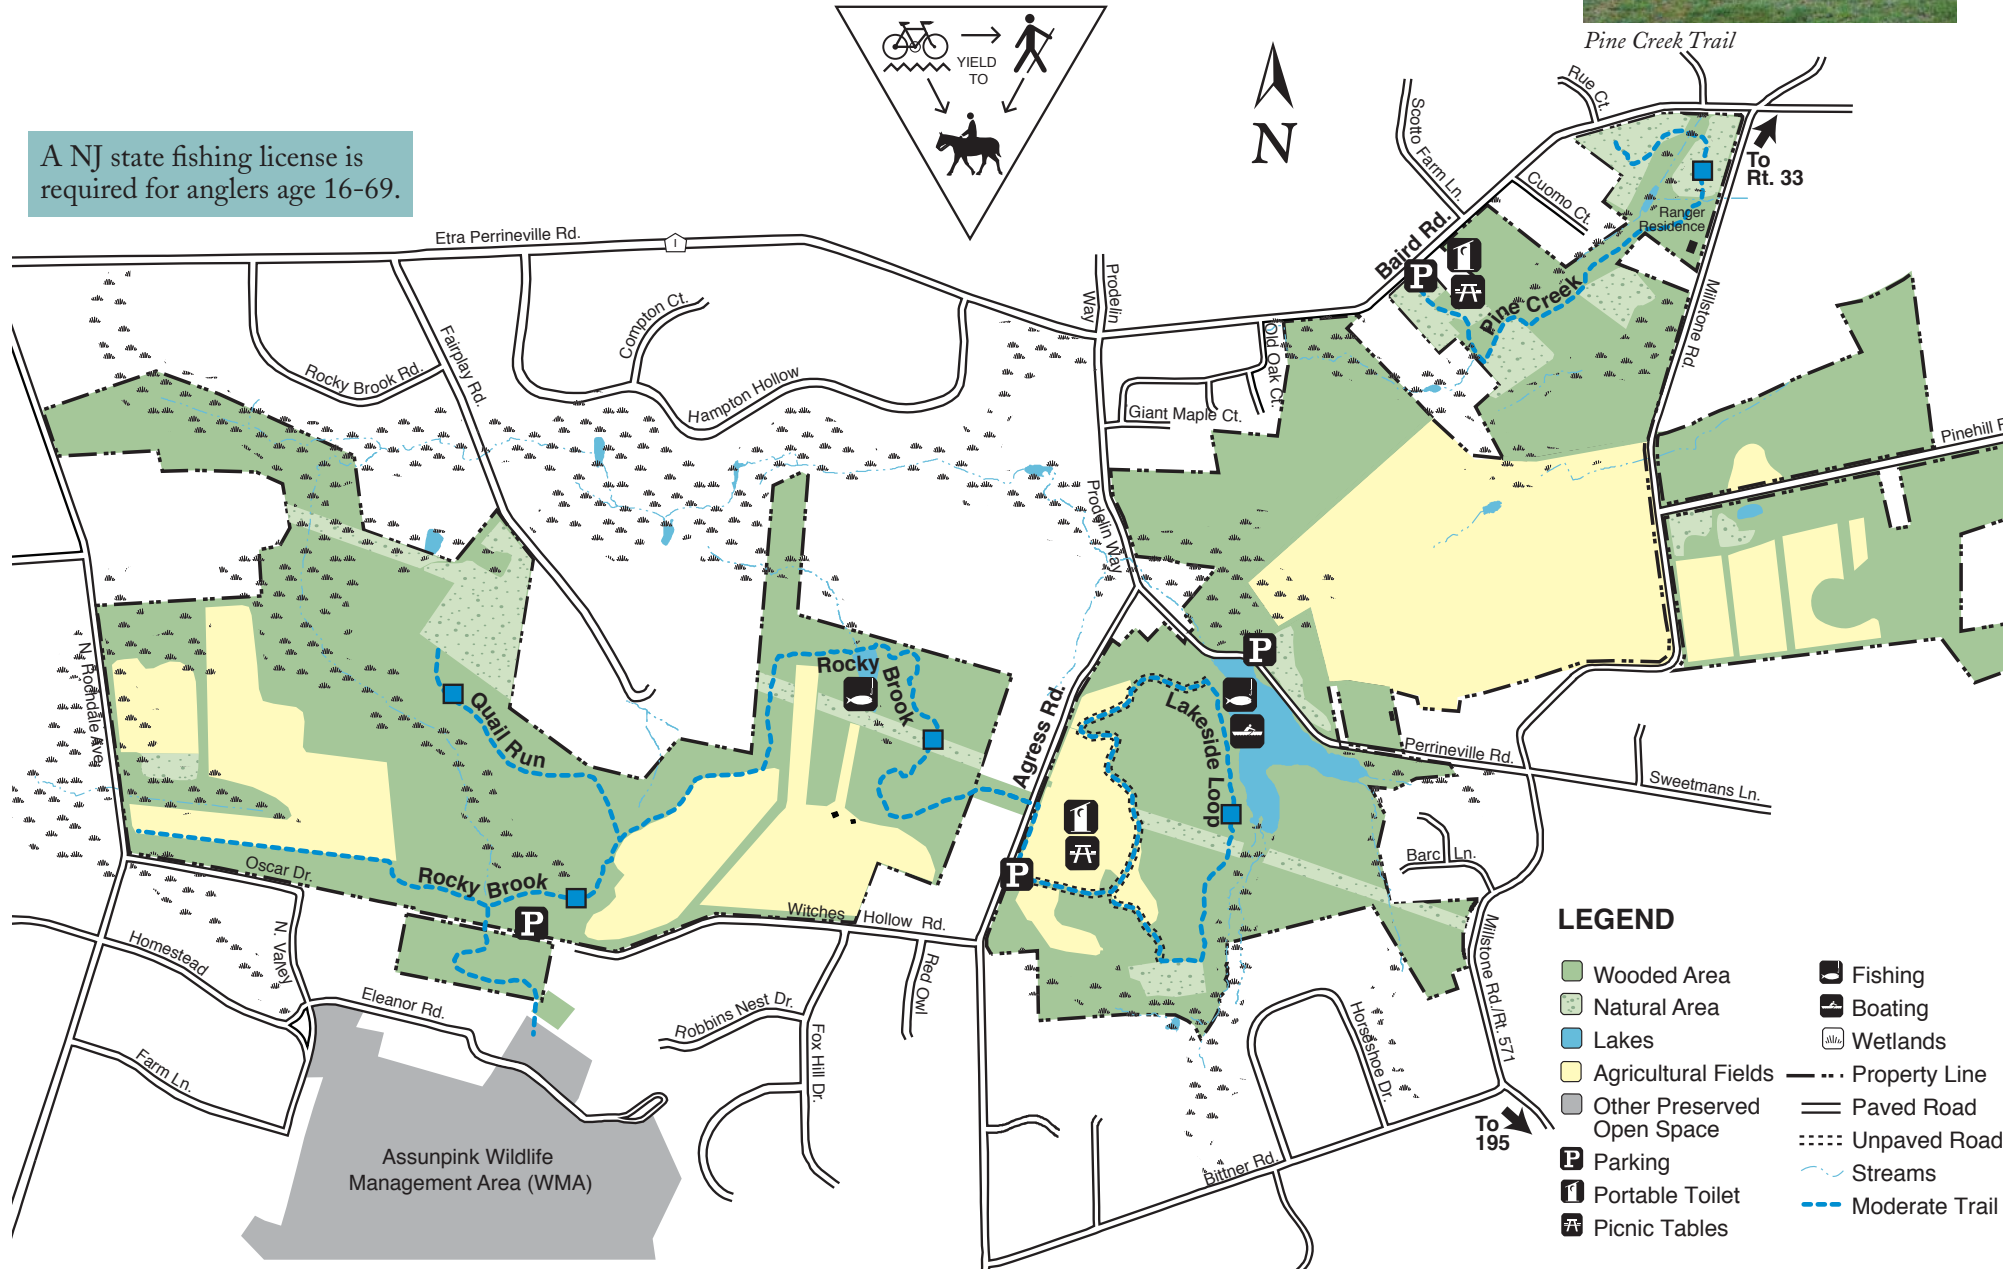 Pine Creek Trail
YIELD
TO
N
A NJ state fishing license is
required for anglers age 16-69.
To
Rt. 33
Rue Ct.
Scotto Farm Ln.
Cuomo Ct.
Baird Rd.
Ranger
Residence
P
Pine Creek
Millstone Rd.
Etra Perrineville Rd.
1
Prodelin
Way
Compton Ct.
Fairplay Rd.
Rocky Brook Rd.
Hampton Hollow
Old Oak Ct.
Giant Maple Ct.
Pinehill
Prodelin Way
N. Rochdale Ave.
Quail Run
Rocky
Brook
Agress Rd.
P
Lakeside Loop
Perrineville Rd.
Sweetmans Ln.
Barc Ln.
Oscar Dr.
Rocky Brook
P
P
Witches Hollow Rd.
Homestead
N. Valley
Eleanor Rd.
Farm Ln.
Red Owl
Robbins Nest Dr.
Fox Hill Dr.
Horseshoe Dr.
Millstone Rd./Rt. 571
Bittner Rd.
To
195
Assunpink Wildlife
Management Area (WMA)
LEGEND
Wooded Area
Natural Area
Lakes
Agricultural Fields
Other Preserved
Open Space
P Parking
Portable Toilet
Picnic Tables
Fishing
Boating
Wetlands
Property Line
Paved Road
Unpaved Road
Streams
Moderate Trail